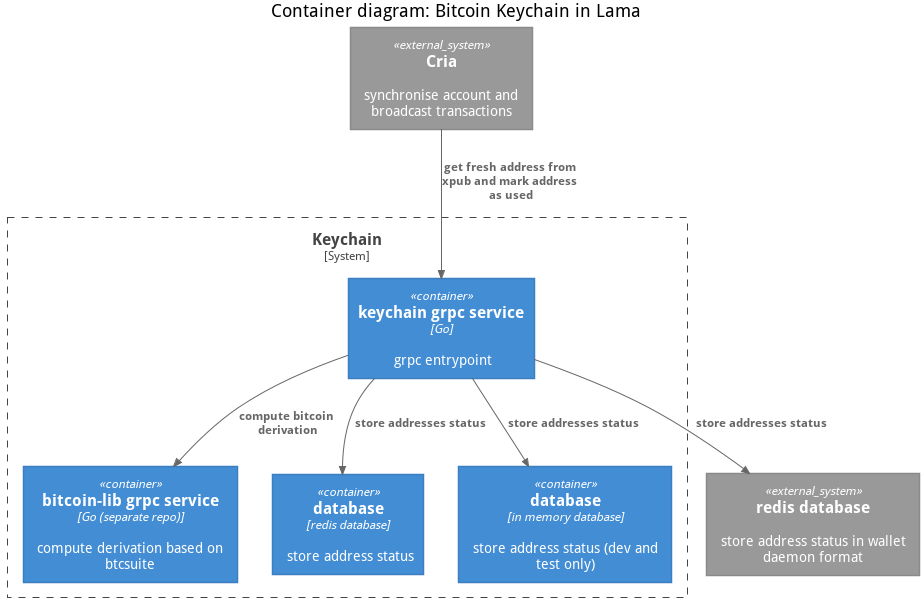 Container diagram: Bitcoin Keychain in Lama
«external_system»
Cria
synchronise account and
broadcast transactions
get fresh address from
xpub and mark address
as used
Keychain
[System]
«container»
keychain grpc service
[Go]
grpc entrypoint
compute bitcoin
derivation
store addresses status
store addresses status
store addresses status
«container»
bitcoin-lib grpc service
[Go (separate repo)]
compute derivation based on
btcsuite
«container»
database
[redis database]
store address status
«container»
database
[in memory database]
store address status (dev and
test only)
«external_system»
redis database
store address status in wallet
daemon format